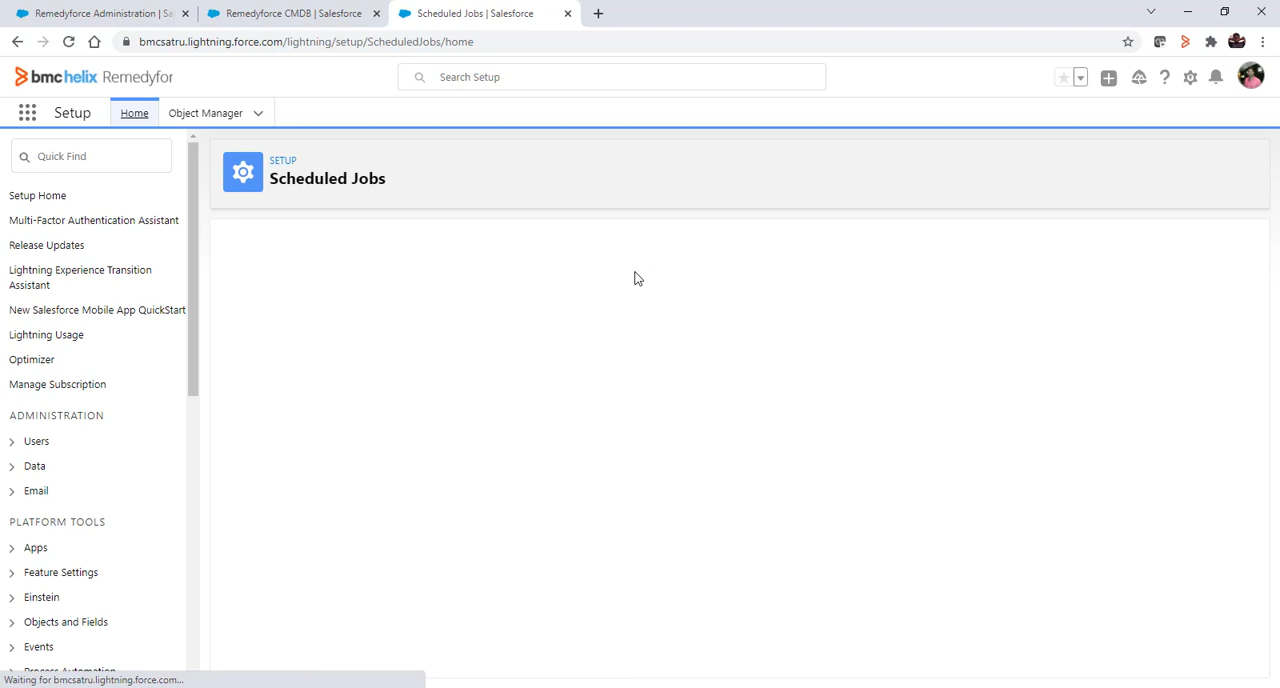 Remedyforce Administration | Sa
Remedyforce CMDB | Salesforce
Scheduled Jobs | Salesforce
bmcsatru.lightning.force.com/lightning/setup/ScheduledJobs/home
bmchelix Remedyfor
Search Setup
Setup
Home
Object Manager
Quick Find
SETUP
Scheduled Jobs
Setup Home
Multi-Factor Authentication Assistant
Release Updates
Lightning Experience Transition
Assistant
New Salesforce Mobile App QuickStart
Lightning Usage
Optimizer
Manage Subscription
ADMINISTRATION
Users
Data
Email
PLATFORM TOOLS
Apps
Feature Settings
Einstein
Objects and Fields
Events
Process Automation
Waiting for bmcsatru.lightning.force.com...